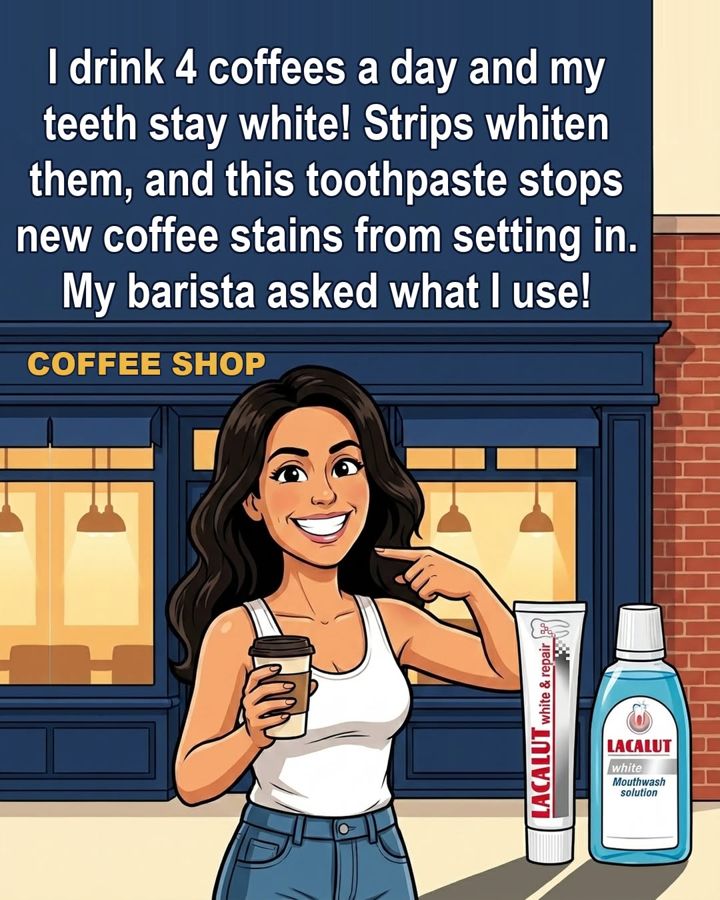 I drink 4 coffees a day and my
teeth stay white! Strips whiten
them, and this toothpaste stops
new coffee stains from setting in.
My barista asked what I use!
COFFEE SHOP
LACALUT white & repair
LACALUT
white
Mouthwash
solution